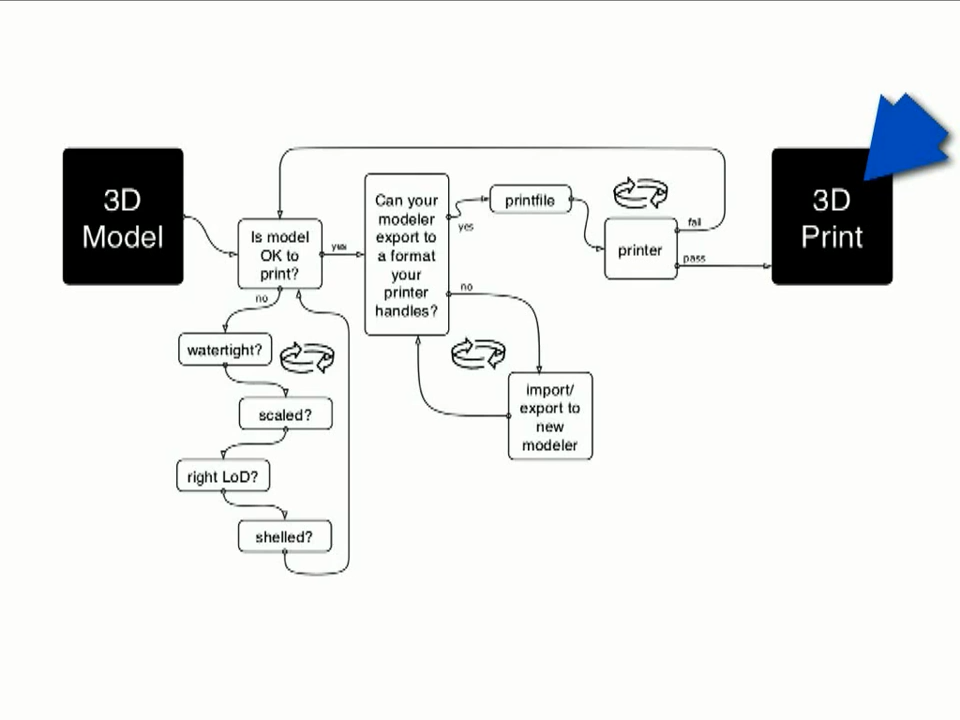 3D
Model
Is model
OK to
print?
yes
no
watertight?
scaled?
right LoD?
shelled?
Can your
modeler
export to
a format
your
printer
handles?
yes
no
import/
export to
new
modeler
printfile
printer
fail
pass
3D
Print